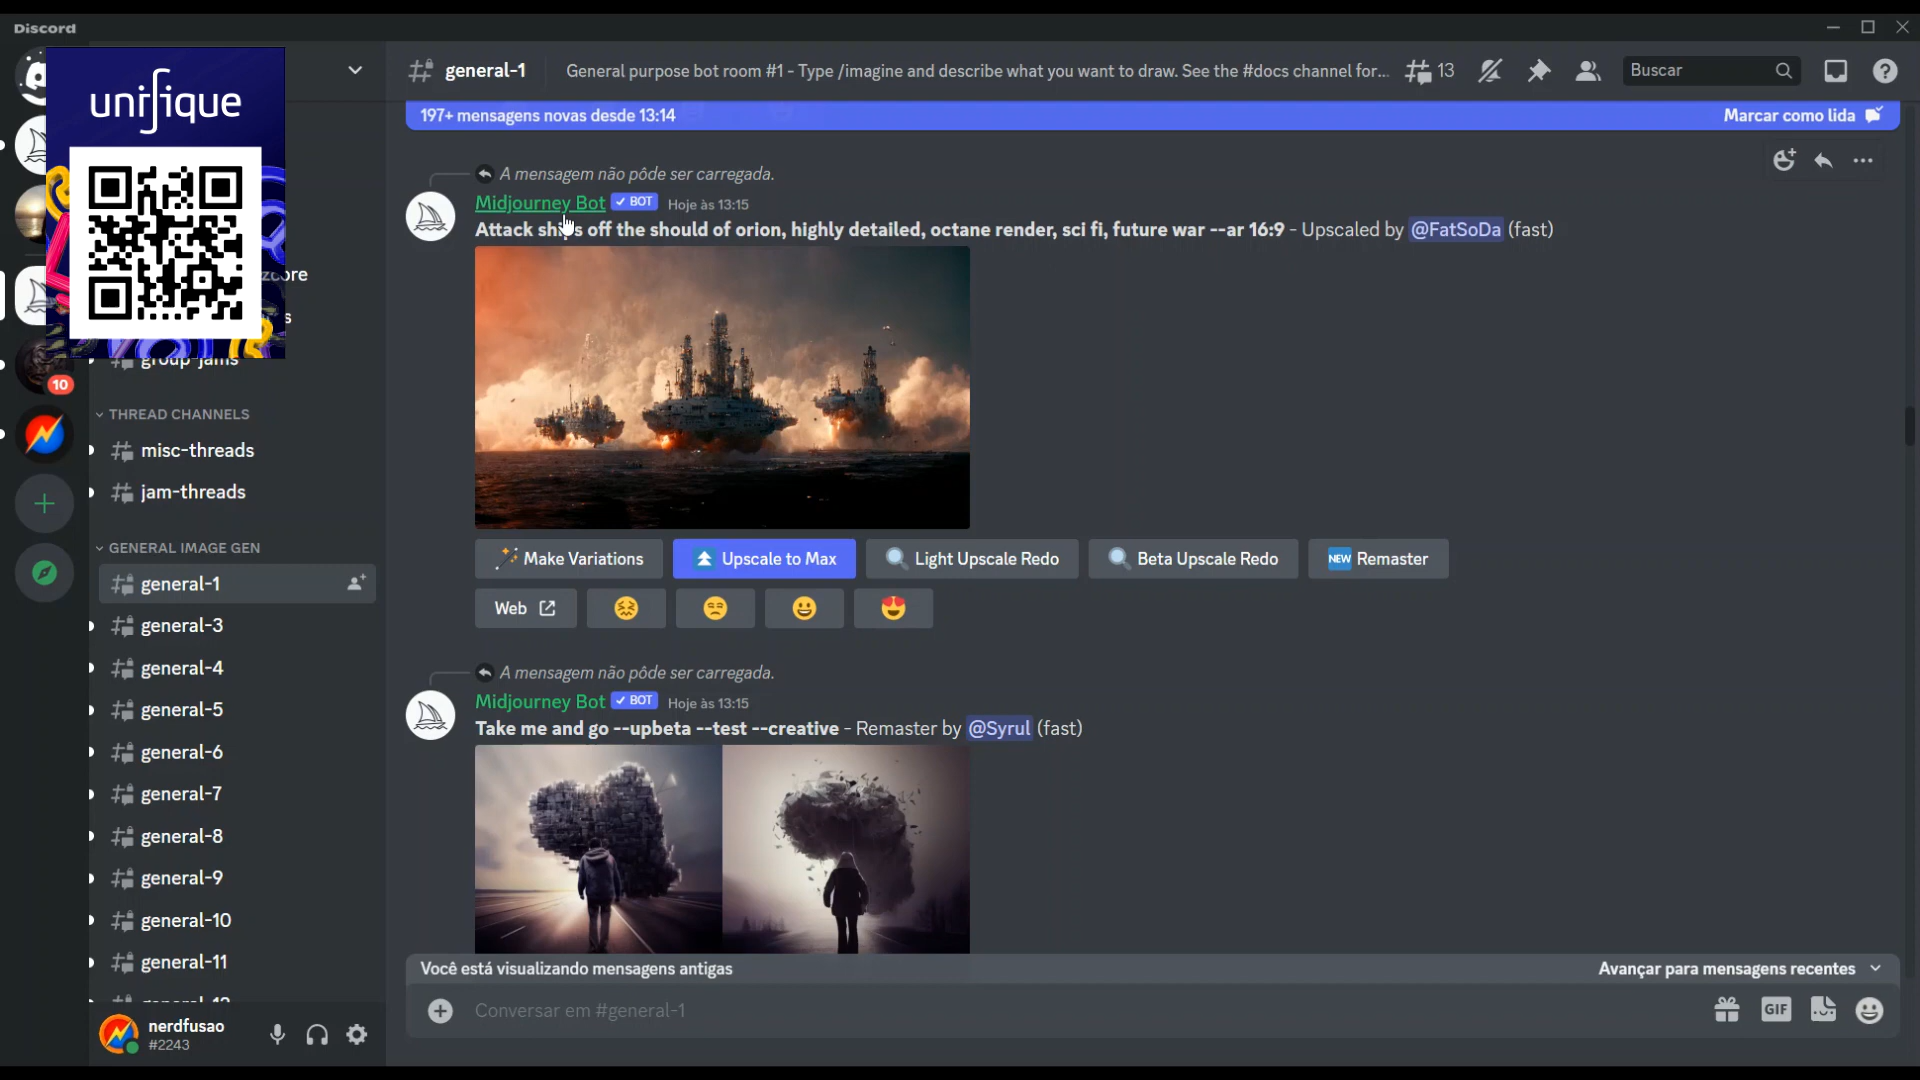 Discord
unifique
zcore
s
group-jams
10
THREAD CHANNELS
misc-threads
jam-threads
GENERAL IMAGE GEN
general-1
general-3
general-4
general-5
general-6
general-7
general-8
general-9
general-10
general-11
general-12
nerdfusao
#2243
general-1
General purpose bot room #1 - Type /imagine and describe what you want to draw. See the #docs channel for...
13
Buscar
197+ mensagens novas desde 13:14
Marcar como lida
A mensagem não pôde ser carregada.
Midjourney Bot BOT Hoje às 13:15
Attack ships off the should of orion, highly detailed, octane render, sci fi, future war --ar 16:9 - Upscaled by @FatSoDa (fast)
Make Variations
Upscale to Max
Light Upscale Redo
Beta Upscale Redo
NEW Remaster
Web
A mensagem não pôde ser carregada.
Midjourney Bot BOT Hoje às 13:15
Take me and go --upbeta --test --creative - Remaster by @Syrul (fast)
Você está visualizando mensagens antigas
Avançar para mensagens recentes
Conversar em #general-1
GIF